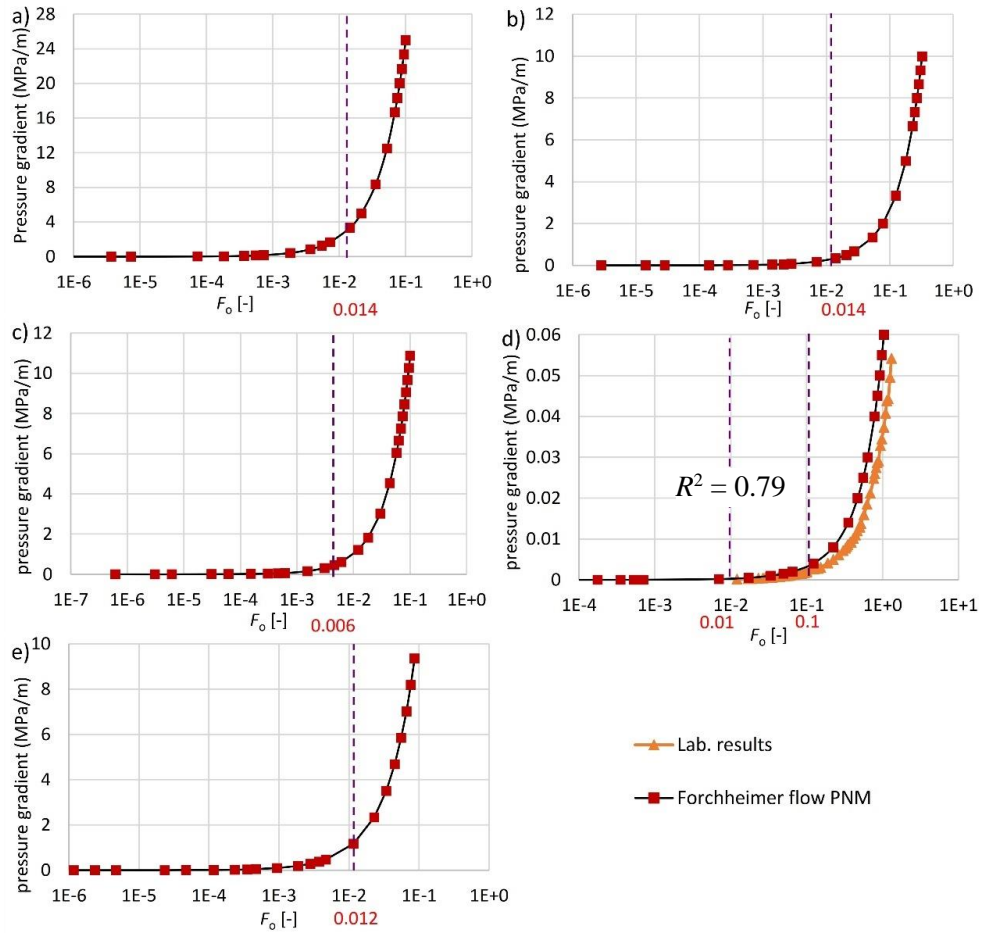 a)
Pressure gradient (MPa/m)
28
24
20
16
12
8
4
0
1E-6 1E-5 1E-4 1E-3 1E-2 1E-1 1E+0
Fo [-]
0.014
b)
pressure gradient (MPa/m)
12
10
8
6
4
2
0
1E-6 1E-5 1E-4 1E-3 1E-2 1E-1 1E+0
Fo [-]
0.014
c)
pressure gradient (MPa/m)
12
10
8
6
4
2
0
1E-7 1E-6 1E-5 1E-4 1E-3 1E-2 1E-1 1E+0
Fo [-]
0.006
d)
pressure gradient (MPa/m)
0.06
0.05
0.04
0.03
0.02
0.01
0
R² = 0.79
1E-4 1E-3 1E-2 1E-1 1E+0 1E+1
0.01 Fo [-] 0.1
e)
pressure gradient (MPa/m)
10
8
6
4
2
0
1E-6 1E-5 1E-4 1E-3 1E-2 1E-1 1E+0
Fo [-]
0.012
Lab. results
Forchheimer flow PNM